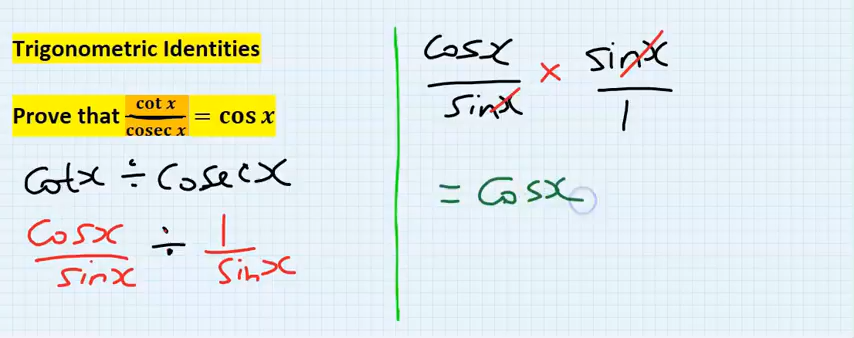 Trigonometric Identities
Prove that cot x / cosec x = cos x
cotx ÷ cosecx
cosx / sinx ÷ 1 / sinx
cosx / sinx × sinx / 1
= cosx